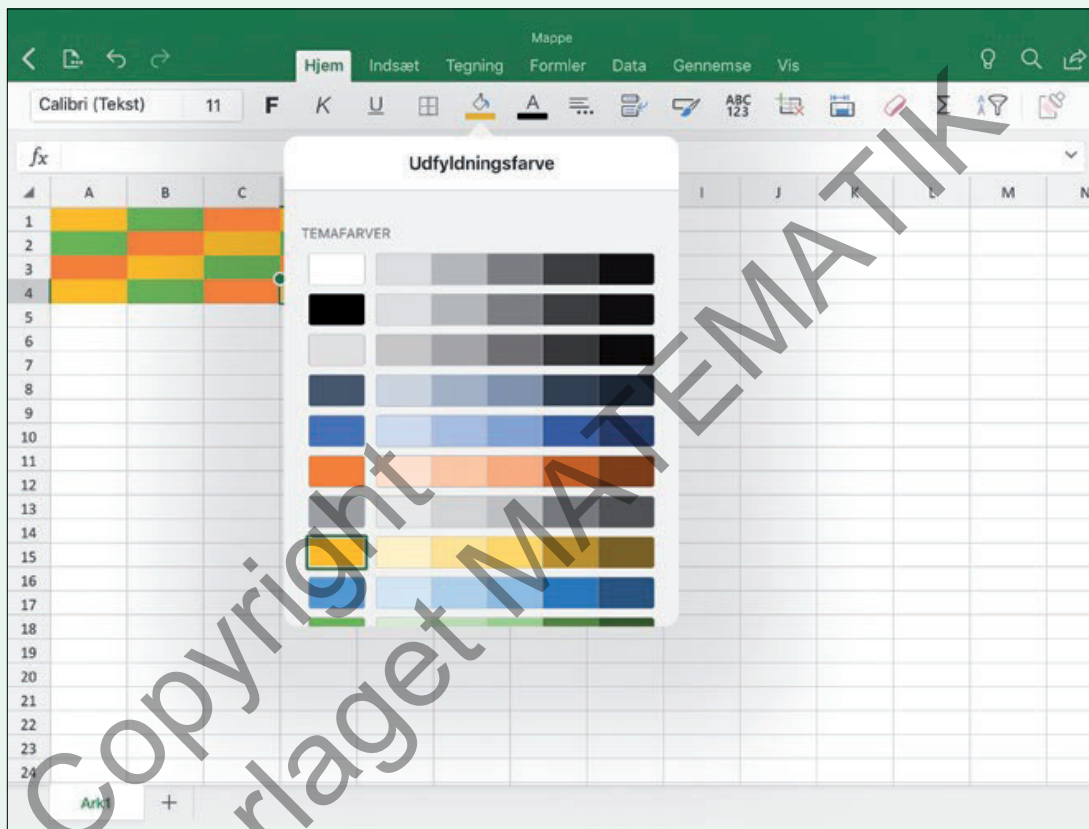 Mappe
Hjem Indsæt Tegning Formler Data Gennemse Vis
Calibri (Tekst) 11 F K U A ABC 123 Σ
fx
A B C I J K L M N
Udfyldningsfarve
TEMAFARVER
1
2
3
4
5
6
7
8
9
10
11
12
13
14
15
16
17
18
19
20
21
22
23
24
Ark1 +
Copyright
rlaget MATEMATIK